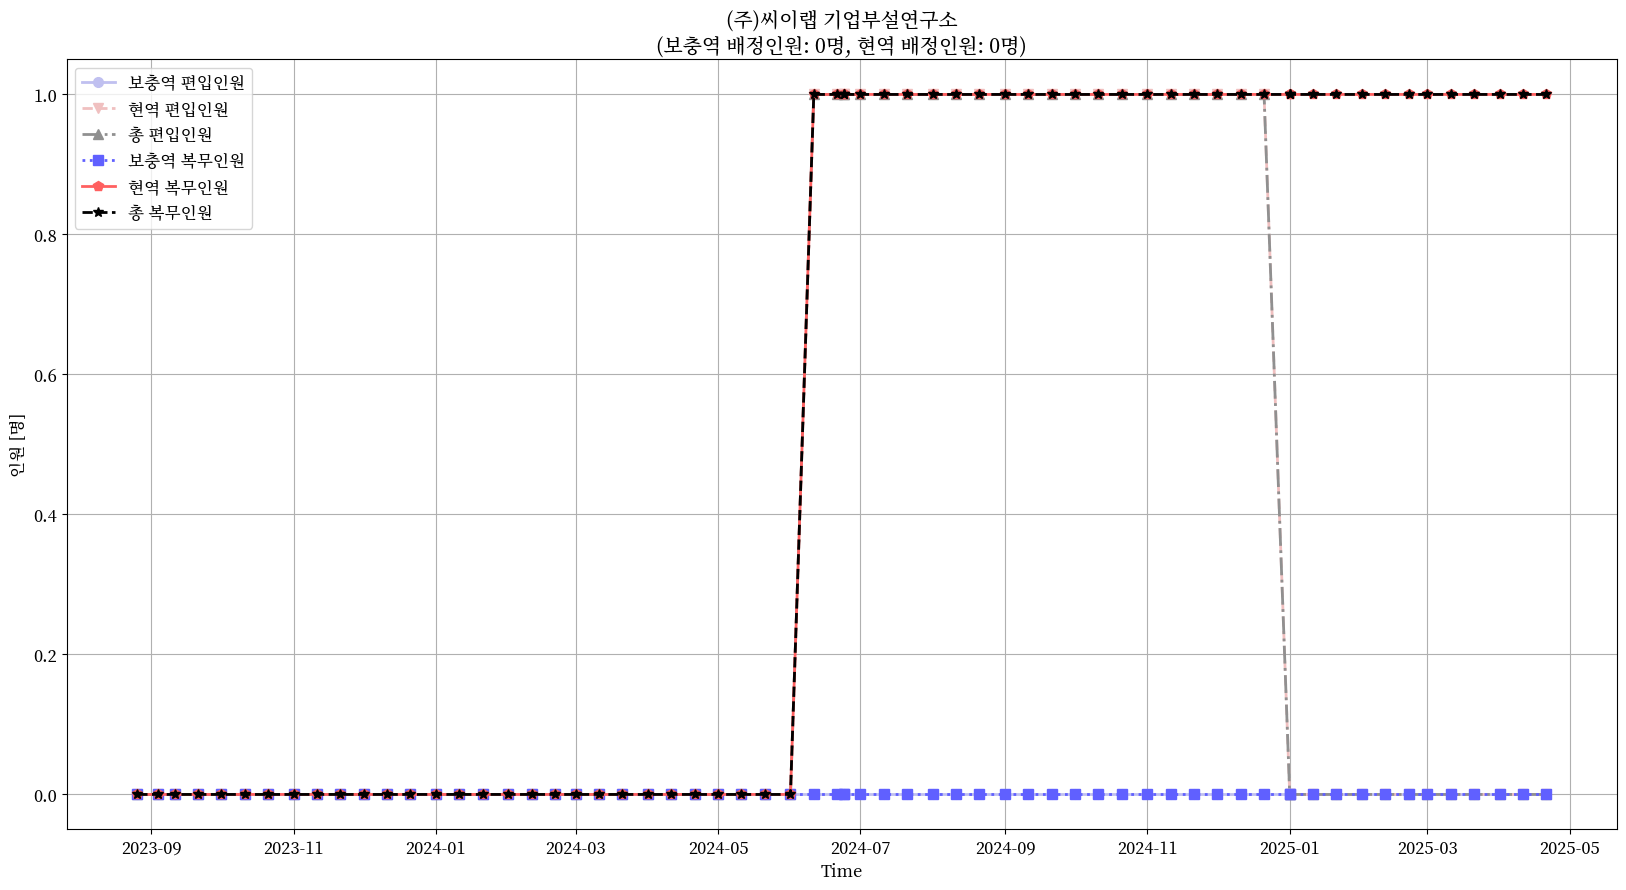 (주)씨이랩 기업부설연구소
(보충역 배정인원: 0명, 현역 배정인원: 0명)
보충역 편입인원
현역 편입인원
총 편입인원
보충역 복무인원
현역 복무인원
총 복무인원
1.0
0.8
0.6
0.4
0.2
0.0
인원 [명]
2023-09
2023-11
2024-01
2024-03
2024-05
2024-07
2024-09
2024-11
2025-01
2025-03
2025-05
Time